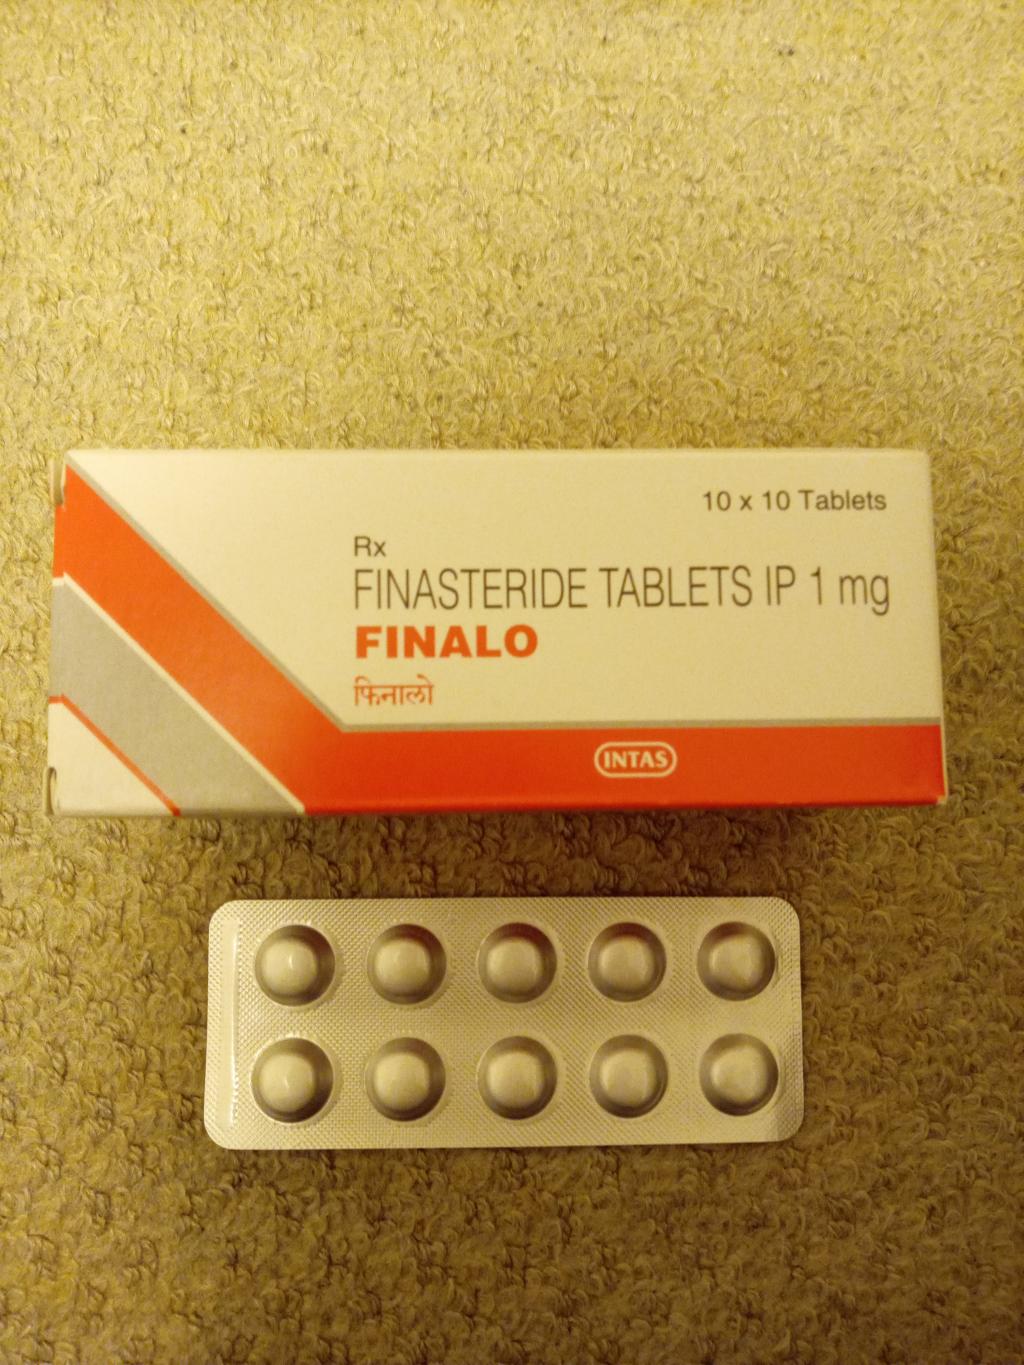 10 x 10 Tablets
Rx
FINASTERIDE TABLETS IP 1 mg
FINALO
फिनालो
INTAS